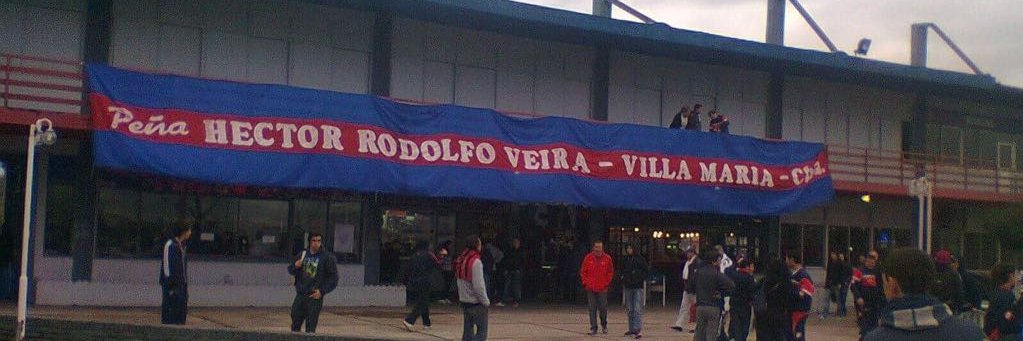 Peña HECTOR RODOLFO VEIRA - VILLA MARIA - Cba.